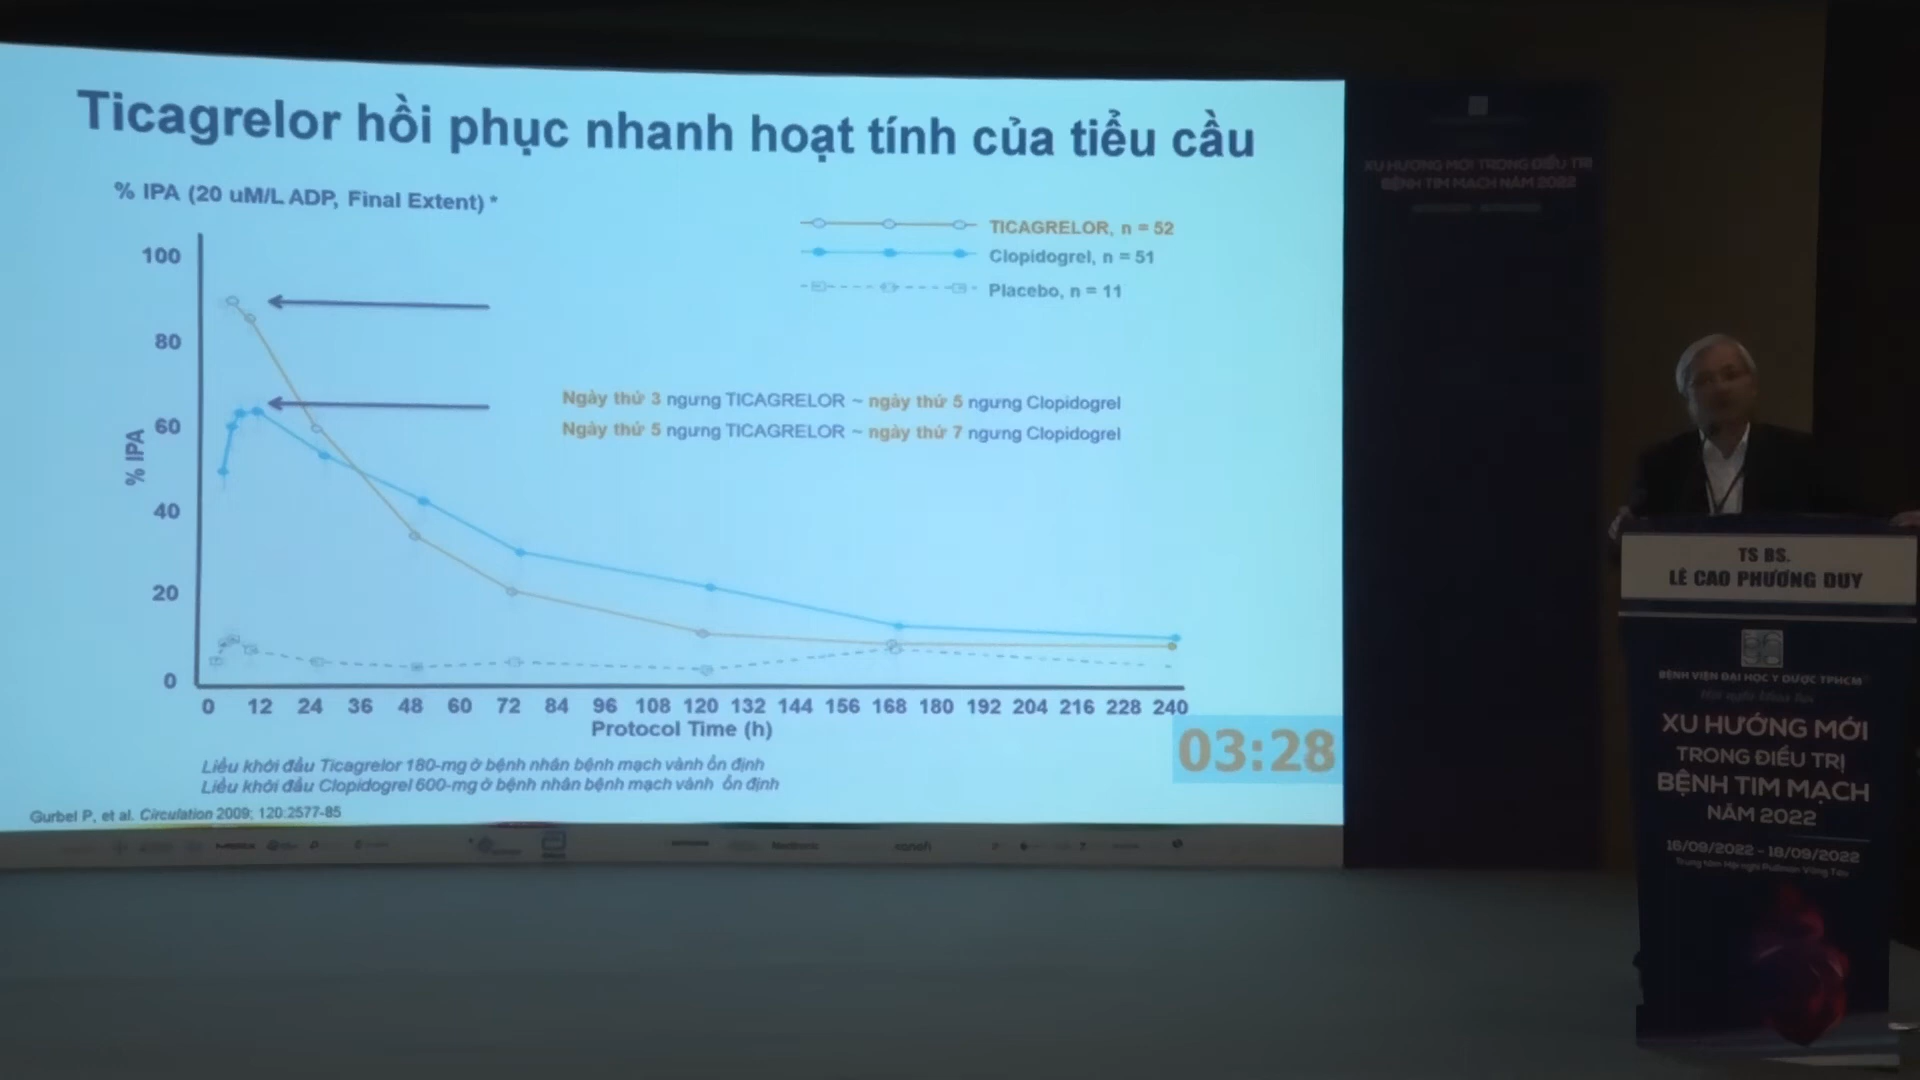 Ticagrelor hồi phục nhanh hoạt tính của tiểu cầu
% IPA (20 uM/L ADP, Final Extent) *
TICAGRELOR, n = 52
Clopidogrel, n = 51
Placebo, n = 11
100
80
60
40
20
0
% IPA
Ngày thứ 3 ngưng TICAGRELOR ~ ngày thứ 5 ngưng Clopidogrel
Ngày thứ 5 ngưng TICAGRELOR ~ ngày thứ 7 ngưng Clopidogrel
0 12 24 36 48 60 72 84 96 108 120 132 144 156 168 180 192 204 216 228 240
Protocol Time (h)
03:28
Liều khởi đầu Ticagrelor 180-mg ở bệnh nhân bệnh mạch vành ổn định
Liều khởi đầu Clopidogrel 600-mg ở bệnh nhân bệnh mạch vành ổn định
Gurbel P, et al. Circulation 2009; 120:2577-85
Medtronic
sanofi
XU HƯỚNG MỚI TRONG ĐIỀU TRỊ
BỆNH TIM MẠCH NĂM 2022
TS BS.
LÊ CAO PHƯƠNG DUY
BỆNH VIỆN ĐẠI HỌC Y DƯỢC TPHCM
XU HƯỚNG MỚI
TRONG ĐIỀU TRỊ
BỆNH TIM MẠCH
NĂM 2022
16/09/2022 - 18/09/2022
Trung tâm Hội nghị Pullman Vũng Tàu